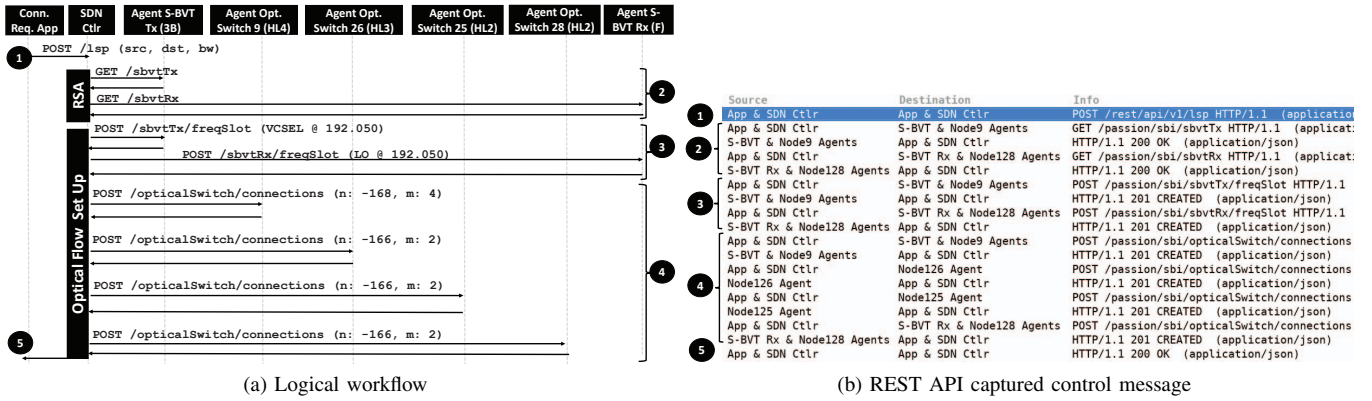 Conn. Req. App
SDN Ctlr
Agent S-BVT Tx (3B)
Agent Opt. Switch 9 (HL4)
Agent Opt. Switch 26 (HL3)
Agent Opt. Switch 25 (HL2)
Agent Opt. Switch 28 (HL2)
Agent S-BVT Rx (F)
1
POST /lsp (src, dst, bw)
RSA
GET /sbvtTx
GET /sbvtRx
2
Optical Flow Set Up
POST /sbvtTx/freqSlot (VCSEL @ 192.050)
POST /sbvtRx/freqSlot (LO @ 192.050)
3
POST /opticalSwitch/connections (n: -168, m: 4)
POST /opticalSwitch/connections (n: -166, m: 2)
POST /opticalSwitch/connections (n: -166, m: 2)
4
POST /opticalSwitch/connections (n: -166, m: 2)
5
(a) Logical workflow
Source Destination Info
1 App & SDN Ctlr App & SDN Ctlr POST /rest/api/v1/lsp HTTP/1.1 (application
2
App & SDN Ctlr S-BVT & Node9 Agents GET /passion/sbi/sbvtTx HTTP/1.1 (applicati
S-BVT & Node9 Agents App & SDN Ctlr HTTP/1.1 200 OK (application/json)
App & SDN Ctlr S-BVT Rx & Node128 Agents GET /passion/sbi/sbvtRx HTTP/1.1 (applicat
S-BVT Rx & Node128 Agents App & SDN Ctlr HTTP/1.1 200 OK (application/json)
3
App & SDN Ctlr S-BVT & Node9 Agents POST /passion/sbi/sbvtTx/freqSlot HTTP/1.1
S-BVT & Node9 Agents App & SDN Ctlr HTTP/1.1 201 CREATED (application/json)
App & SDN Ctlr S-BVT Rx & Node128 Agents POST /passion/sbi/sbvtRx/freqSlot HTTP/1.1
S-BVT Rx & Node128 Agents App & SDN Ctlr HTTP/1.1 201 CREATED (application/json)
4
App & SDN Ctlr S-BVT & Node9 Agents POST /passion/sbi/opticalSwitch/connections
S-BVT & Node9 Agents App & SDN Ctlr HTTP/1.1 201 CREATED (application/json)
App & SDN Ctlr Node126 Agent POST /passion/sbi/opticalSwitch/connections
Node126 Agent App & SDN Ctlr HTTP/1.1 201 CREATED (application/json)
App & SDN Ctlr Node125 Agent POST /passion/sbi/opticalSwitch/connections
Node125 Agent App & SDN Ctlr HTTP/1.1 201 CREATED (application/json)
App & SDN Ctlr S-BVT Rx & Node128 Agents POST /passion/sbi/opticalSwitch/connections
S-BVT Rx & Node128 Agents App & SDN Ctlr HTTP/1.1 201 CREATED (application/json)
5 App & SDN Ctlr App & SDN Ctlr HTTP/1.1 200 OK (application/json)
(b) REST API captured control message